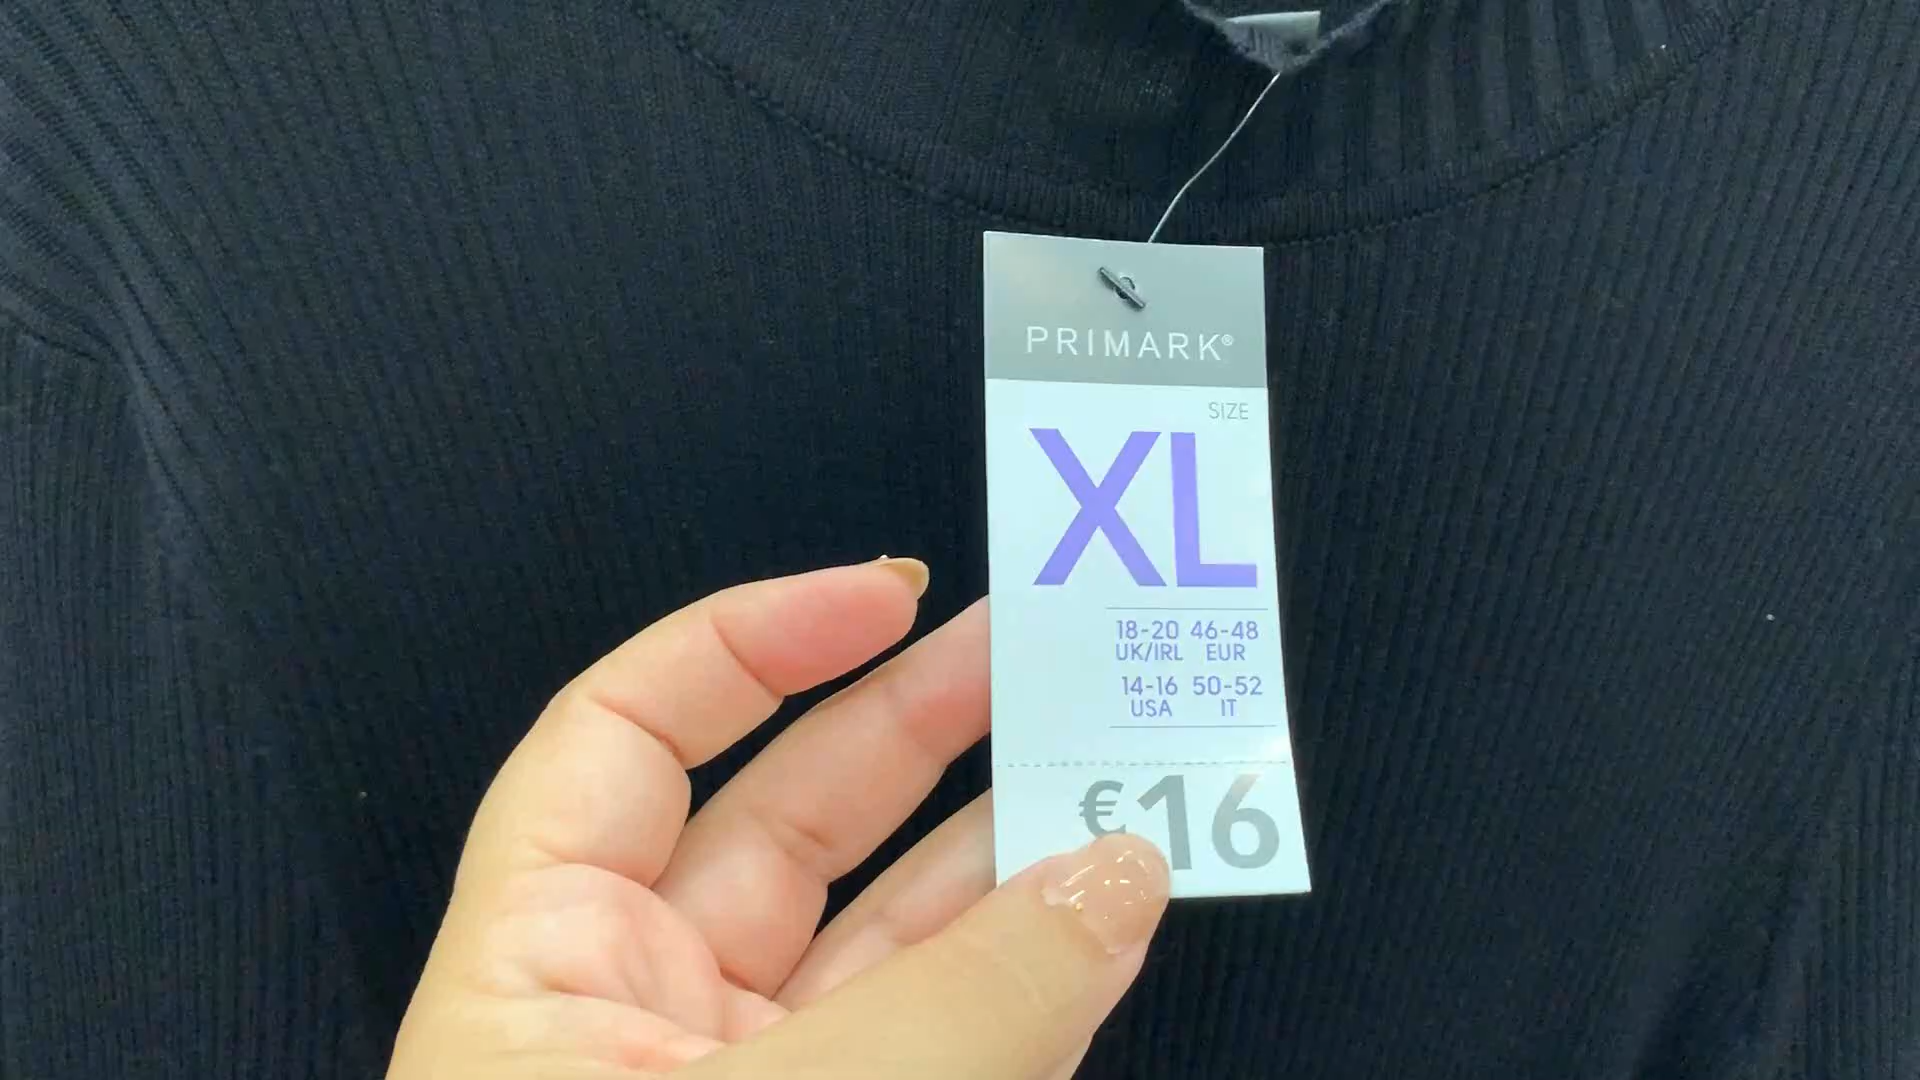 PRIMARK®
SIZE
XL
18-20 46-48
UK/IRL EUR
14-16 50-52
USA IT
€16